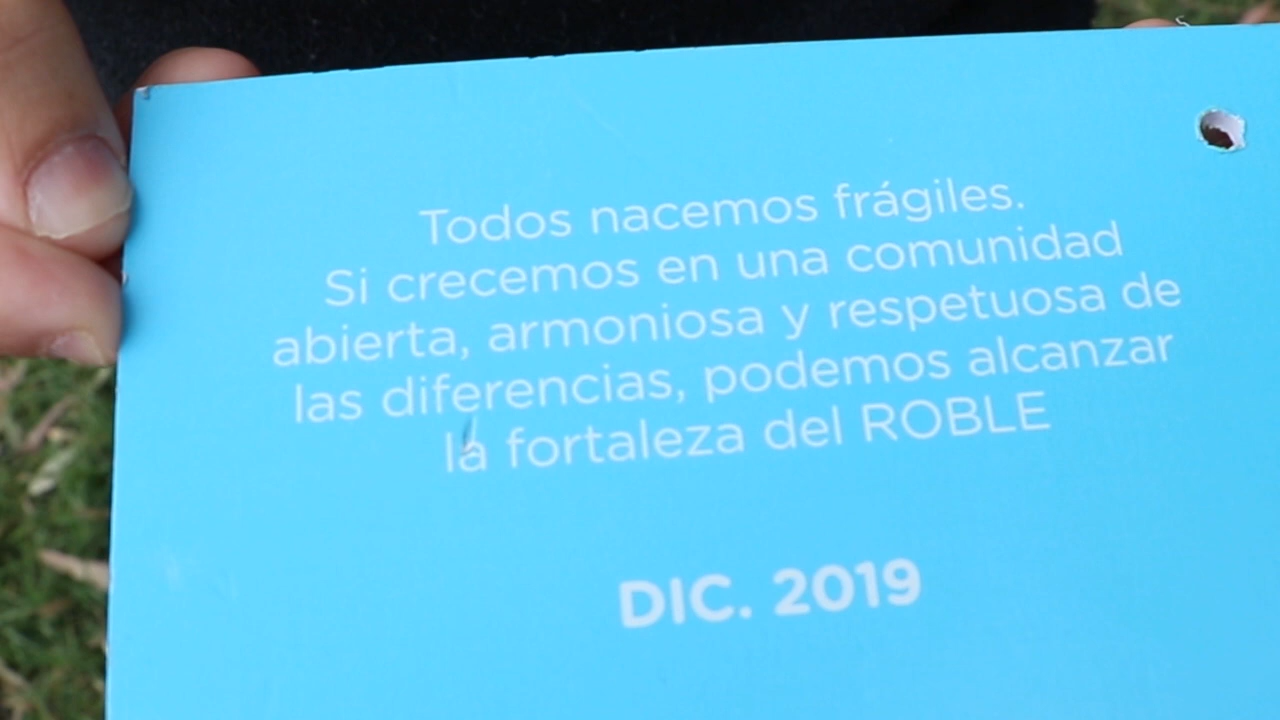 Todos nacemos frágiles.
Si crecemos en una comunidad
abierta, armoniosa y respetuosa de
las diferencias, podemos alcanzar
la fortaleza del ROBLE
DIC. 2019